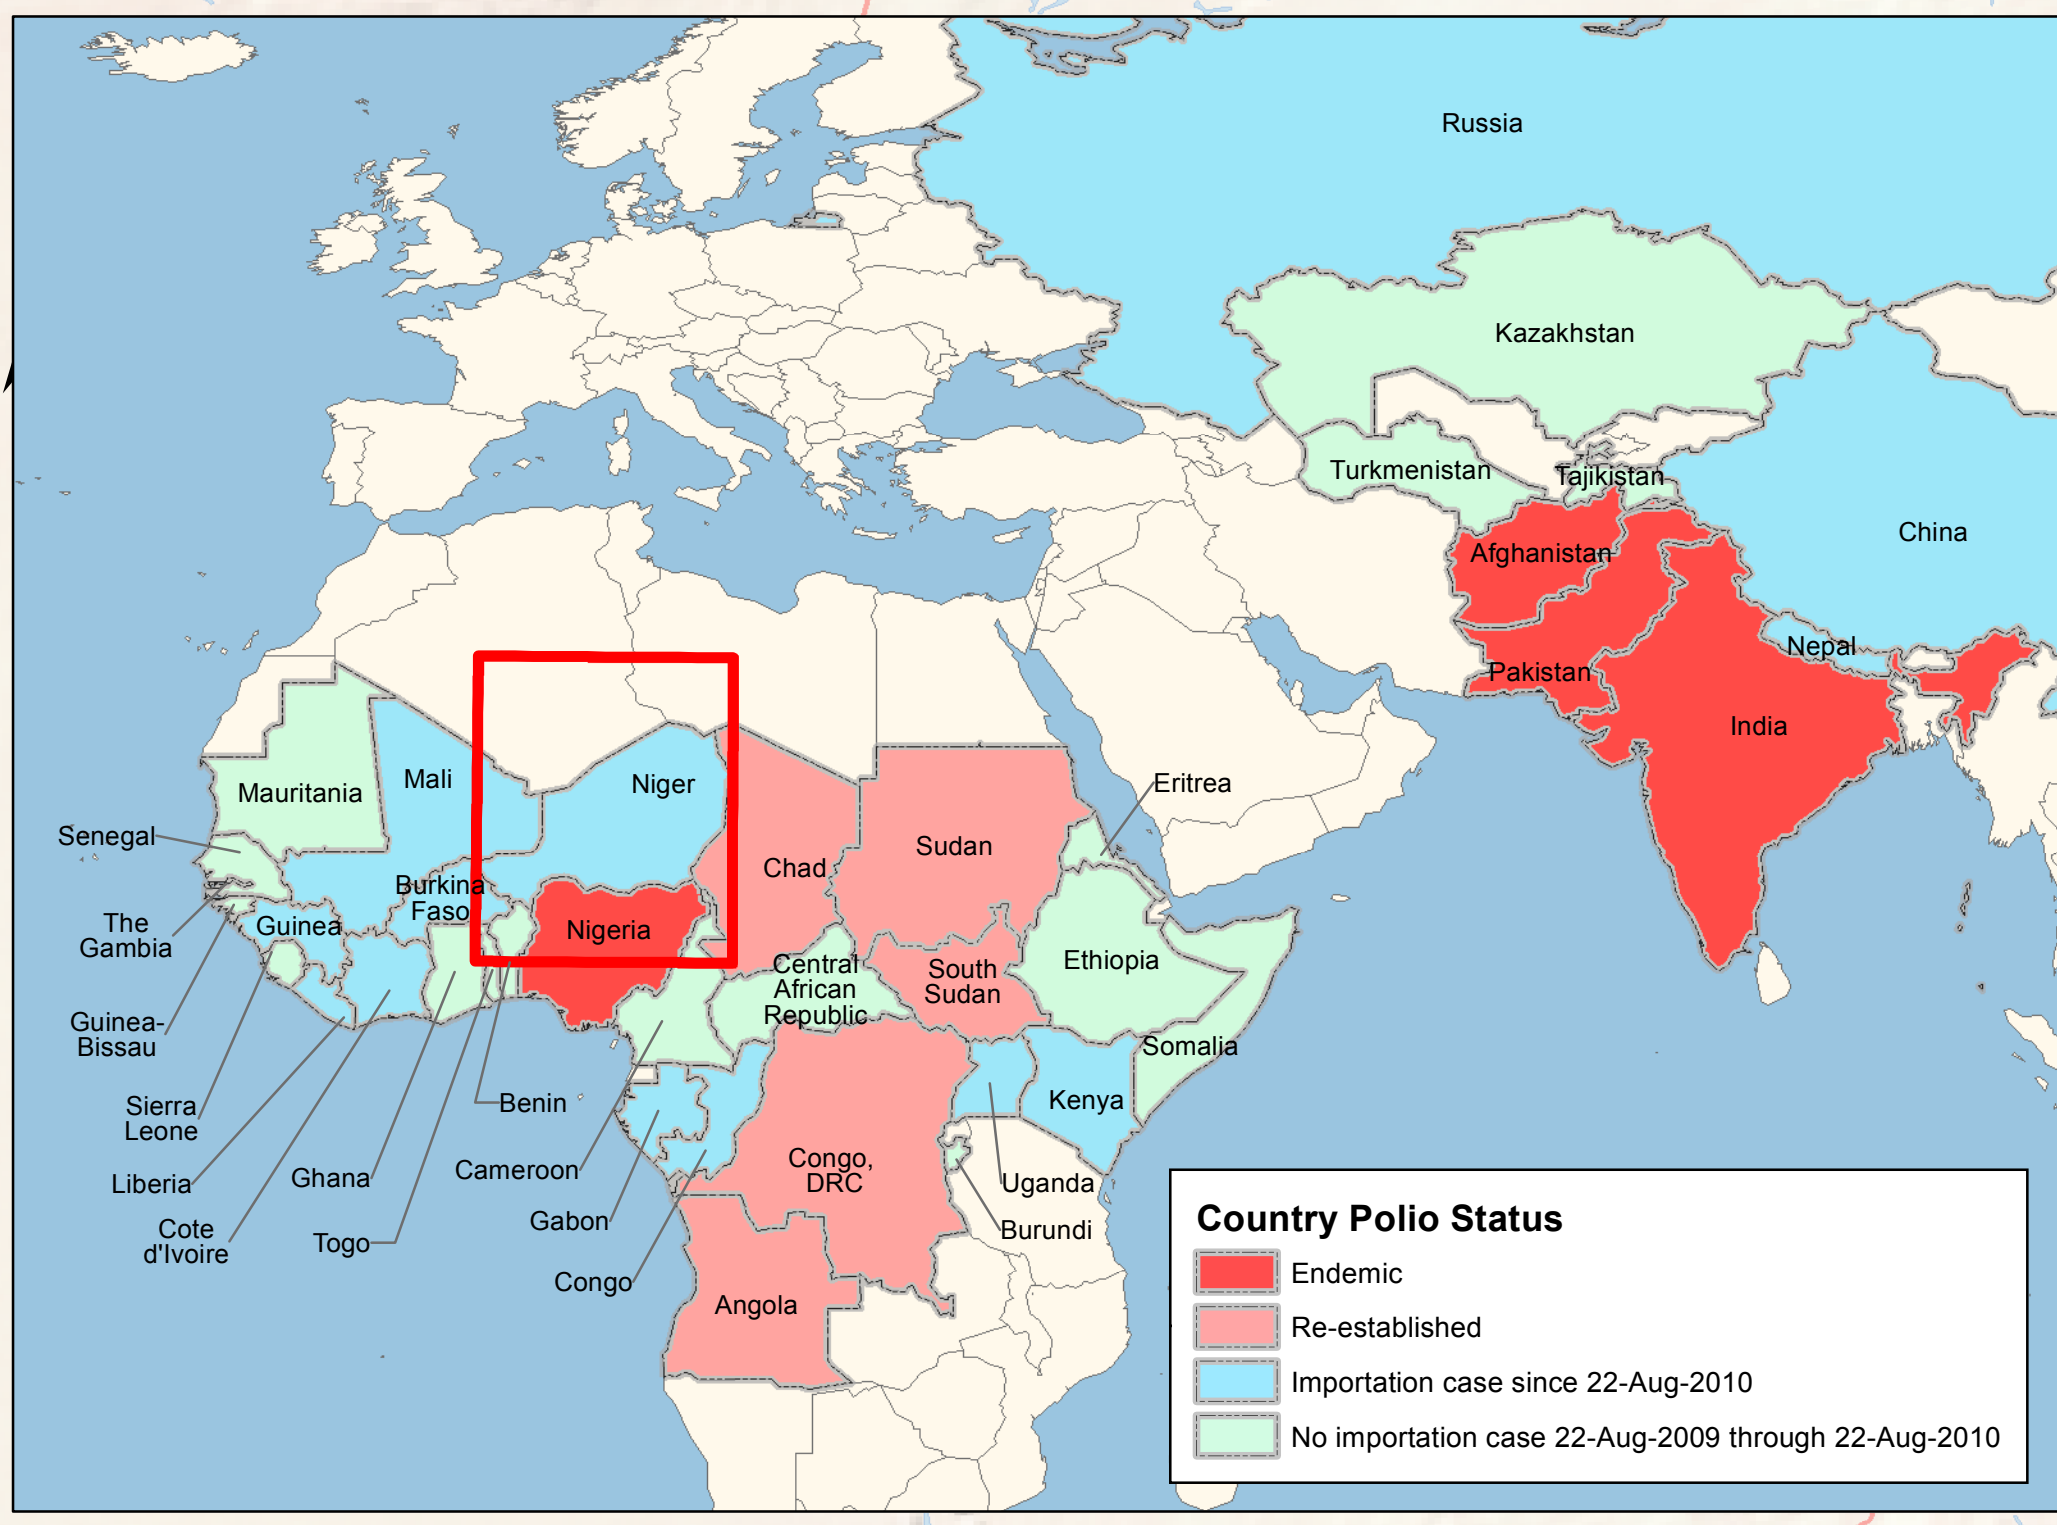 Russia
Kazakhstan
Turkmenistan
Tajikistan
Afghanistan
China
Nepal
Pakistan
India
Mauritania
Mali
Niger
Chad
Sudan
Eritrea
Senegal
Burkina
Faso
The
Gambia
Guinea
Nigeria
Central
African
Republic
South
Sudan
Ethiopia
Guinea-
Bissau
Somalia
Sierra
Leone
Benin
Kenya
Liberia
Ghana
Cameroon
Congo,
DRC
Uganda
Cote
d'Ivoire
Togo
Gabon
Burundi
Congo
Angola
Country Polio Status
Endemic
Re-established
Importation case since 22-Aug-2010
No importation case 22-Aug-2009 through 22-Aug-2010